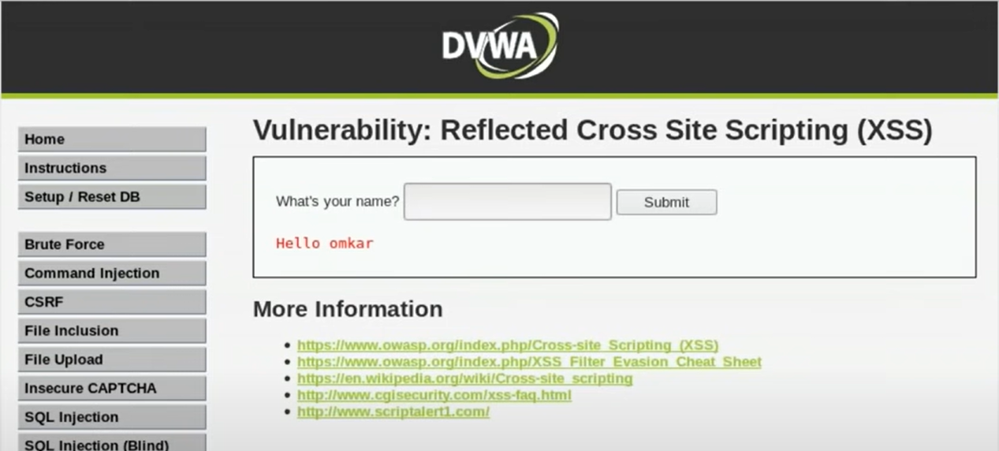 DVWA
Vulnerability: Reflected Cross Site Scripting (XSS)
Home
Instructions
Setup / Reset DB
Brute Force
Command Injection
CSRF
File Inclusion
File Upload
Insecure CAPTCHA
SQL Injection
SQL Injection (Blind)
What's your name? Submit
Hello omkar
More Information
https://www.owasp.org/index.php/Cross-site_Scripting_(XSS)
https://www.owasp.org/index.php/XSS_Filter_Evasion_Cheat_Sheet
https://en.wikipedia.org/wiki/Cross-site_scripting
http://www.cgisecurity.com/xss-faq.html
http://www.scriptalert1.com/